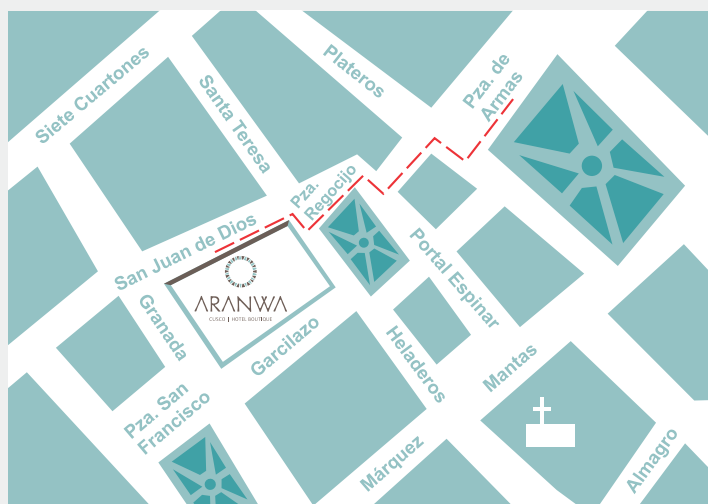 Siete Cuartones
Santa Teresa
Plateros
Pza. de
Armas
San Juan de Dios
Pza.
Regocijo
ARANWA
CUSCO | HOTEL BOUTIQUE
Granada
Garcilazo
Portal Espinar
Heladeros
Mantas
Pza. San
Francisco
Márquez
Almagro